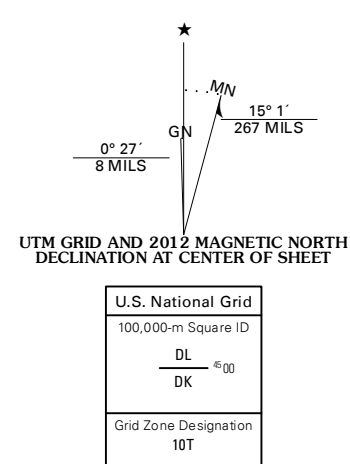 ★
MN
GN
15° 1´
267 MILS
0° 27´
8 MILS
UTM GRID AND 2012 MAGNETIC NORTH
DECLINATION AT CENTER OF SHEET
U.S. National Grid
100,000-m Square ID
DL
4500
DK
Grid Zone Designation
10T